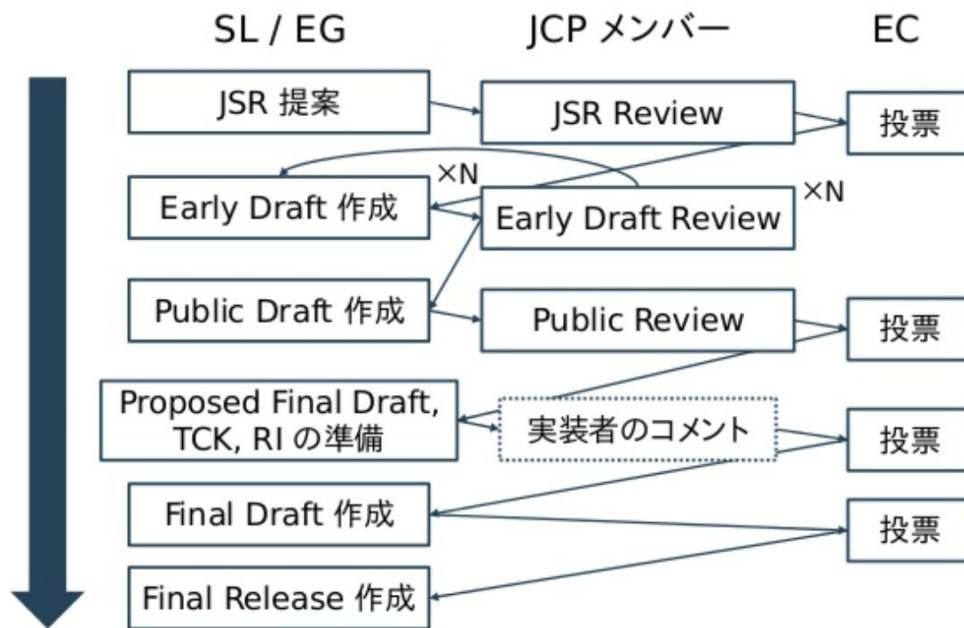 SL / EG
JCP メンバー
EC
JSR 提案
JSR Review
投票
×N
Early Draft 作成
Early Draft Review
×N
Public Draft 作成
Public Review
投票
Proposed Final Draft,
TCK, RI の準備
実装者のコメント
投票
Final Draft 作成
投票
Final Release 作成